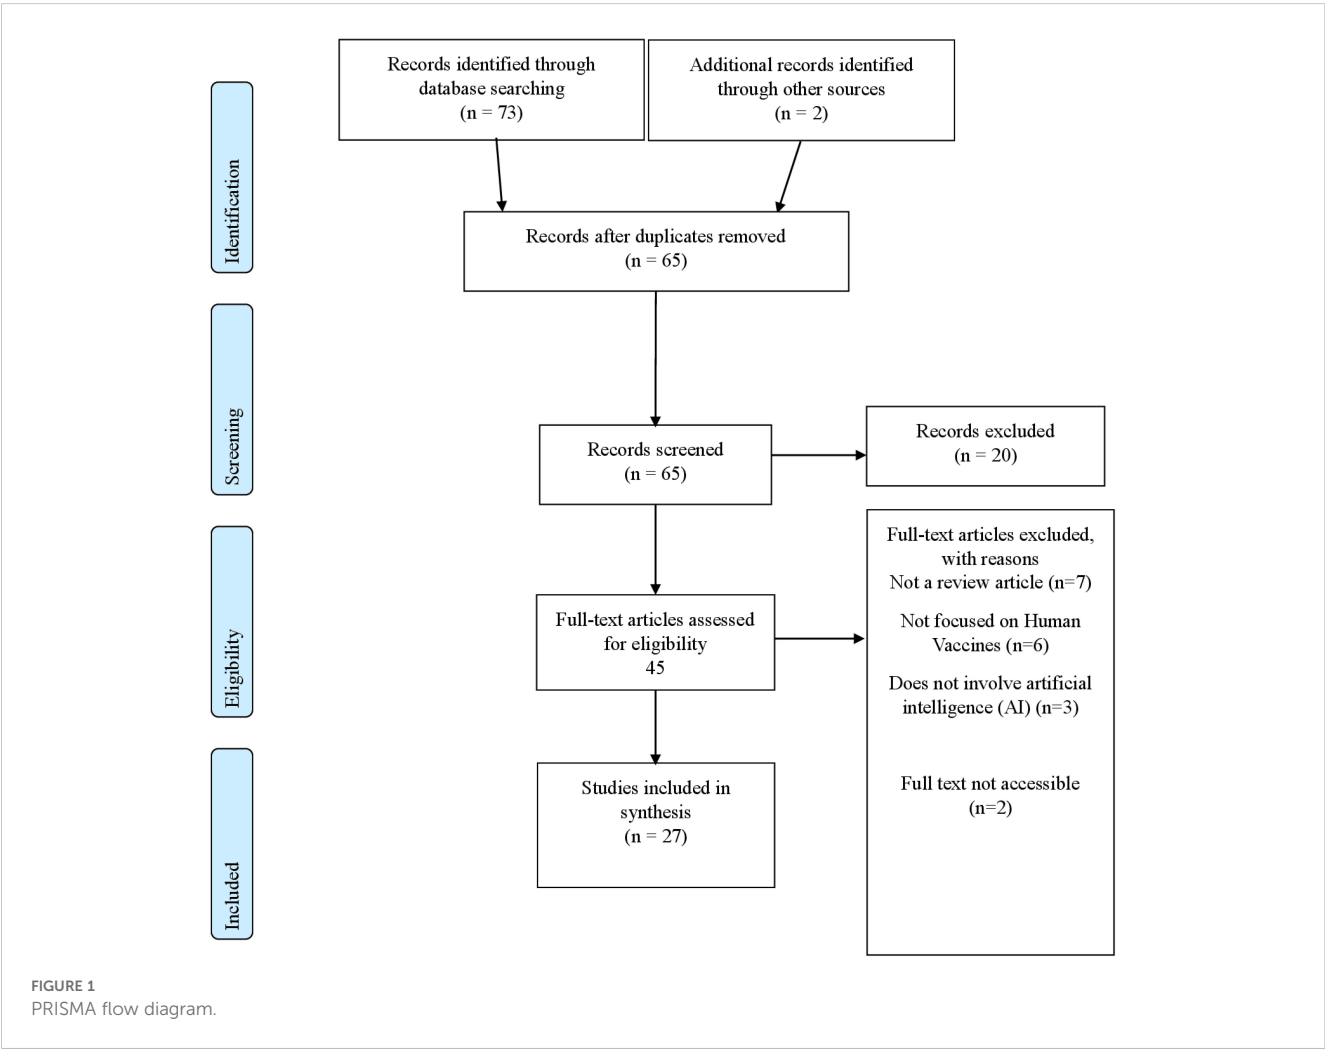 Records identified through
database searching
(n = 73)
Additional records identified
through other sources
(n = 2)
Identification
Records after duplicates removed
(n = 65)
Screening
Records screened
(n = 65)
Records excluded
(n = 20)
Eligibility
Full-text articles assessed
for eligibility
45
Full-text articles excluded,
with reasons
Not a review article (n=7)
Not focused on Human
Vaccines (n=6)
Does not involve artificial
intelligence (AI) (n=3)
Full text not accessible
(n=2)
Included
Studies included in
synthesis
(n = 27)
FIGURE 1
PRISMA flow diagram.